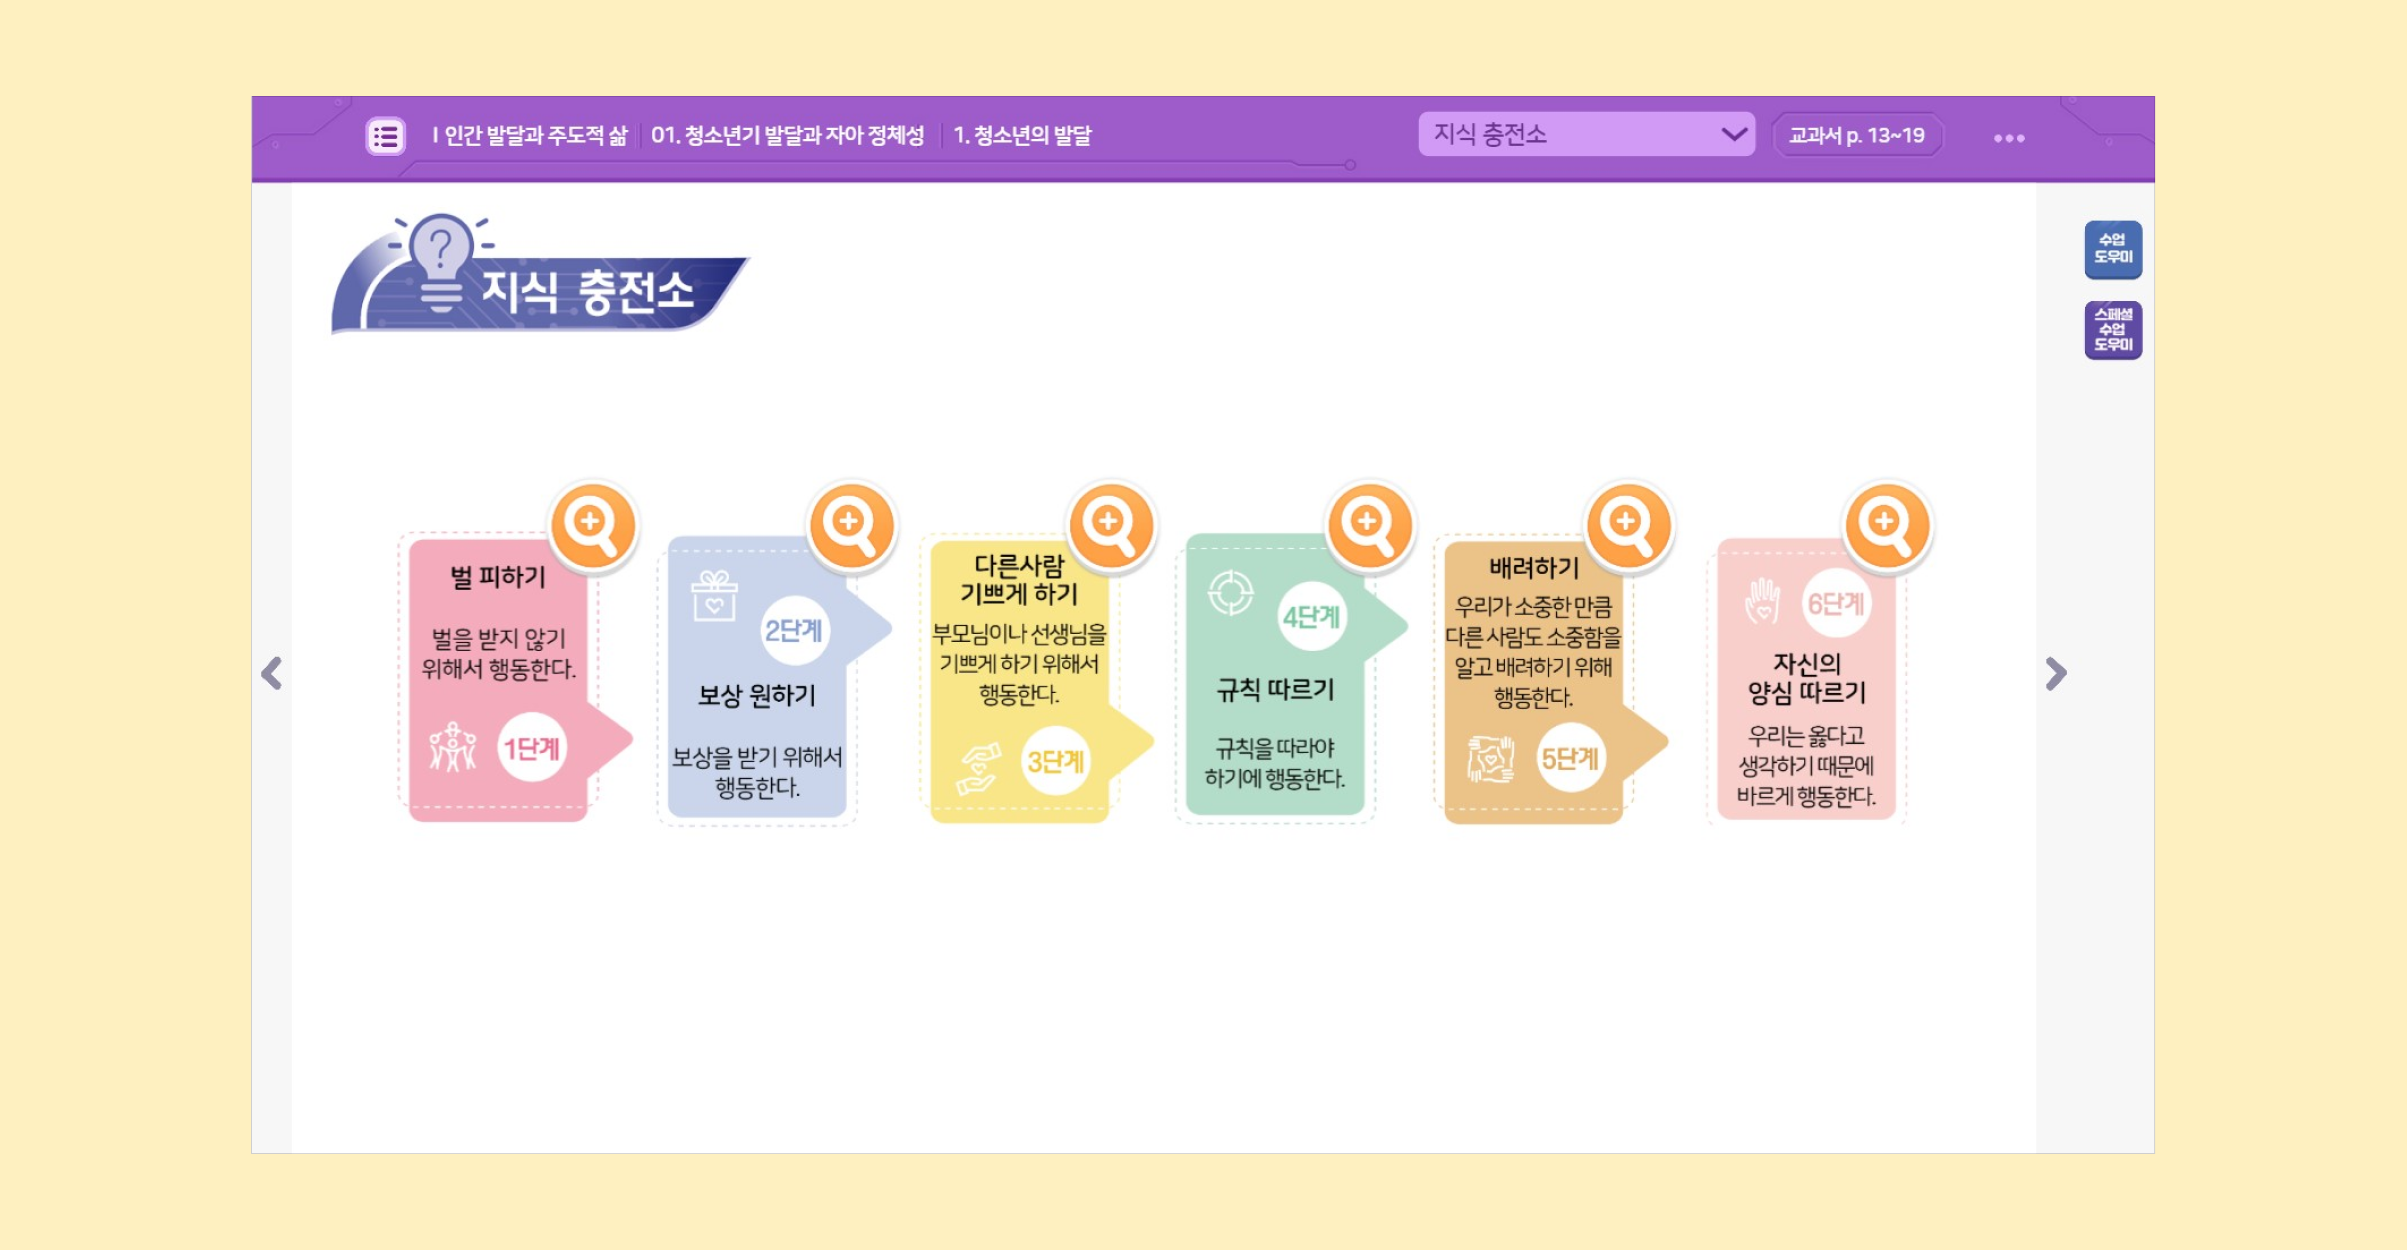 I 인간 발달과 주도적 삶
01. 청소년기 발달과 자아 정체성
1. 청소년의 발달
지식 충전소
교과서 p. 13~19
수업
도우미
스페셜
수업
도우미
지식 충전소
벌 피하기
벌을 받지 않기
위해서 행동한다.
1단계
2단계
보상 원하기
보상을 받기 위해서
행동한다.
다른사람
기쁘게 하기
부모님이나 선생님을
기쁘게 하기 위해서
행동한다.
3단계
4단계
규칙 따르기
규칙을 따라야
하기에 행동한다.
배려하기
우리가 소중한 만큼
다른 사람도 소중함을
알고 배려하기 위해
행동한다.
5단계
6단계
자신의
양심 따르기
우리는 옳다고
생각하기 때문에
바르게 행동한다.